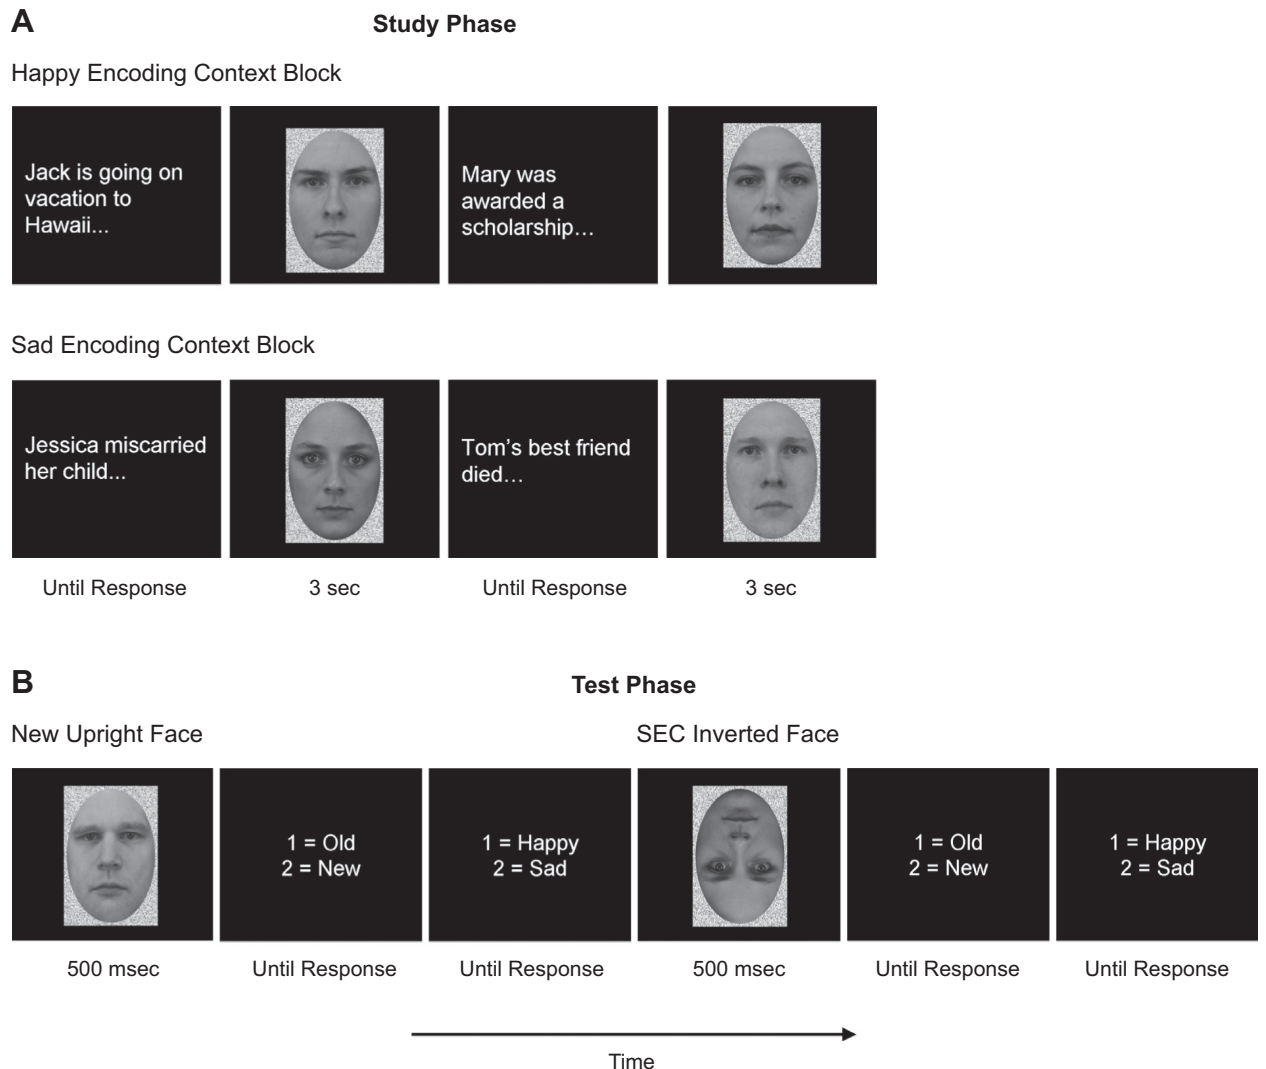 A
Study Phase
Happy Encoding Context Block
Jack is going on
vacation to
Hawaii...
Mary was
awarded a
scholarship…
Sad Encoding Context Block
Jessica miscarried
her child...
Tom’s best friend
died…
Until Response
3 sec
Until Response
3 sec
B
Test Phase
New Upright Face
SEC Inverted Face
1 = Old
2 = New
1 = Happy
2 = Sad
1 = Old
2 = New
1 = Happy
2 = Sad
500 msec
Until Response
Until Response
500 msec
Until Response
Until Response
Time